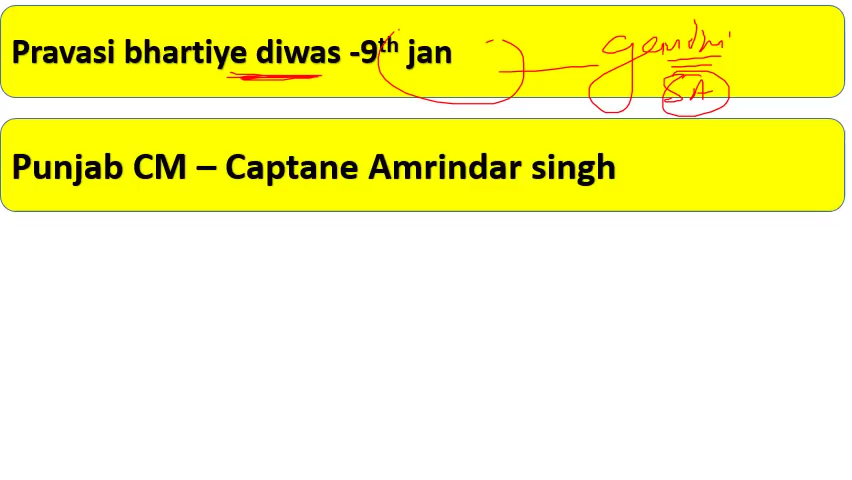 Pravasi bhartiye diwas -9th jan
gandhi
SA
Punjab CM – Captane Amrindar singh